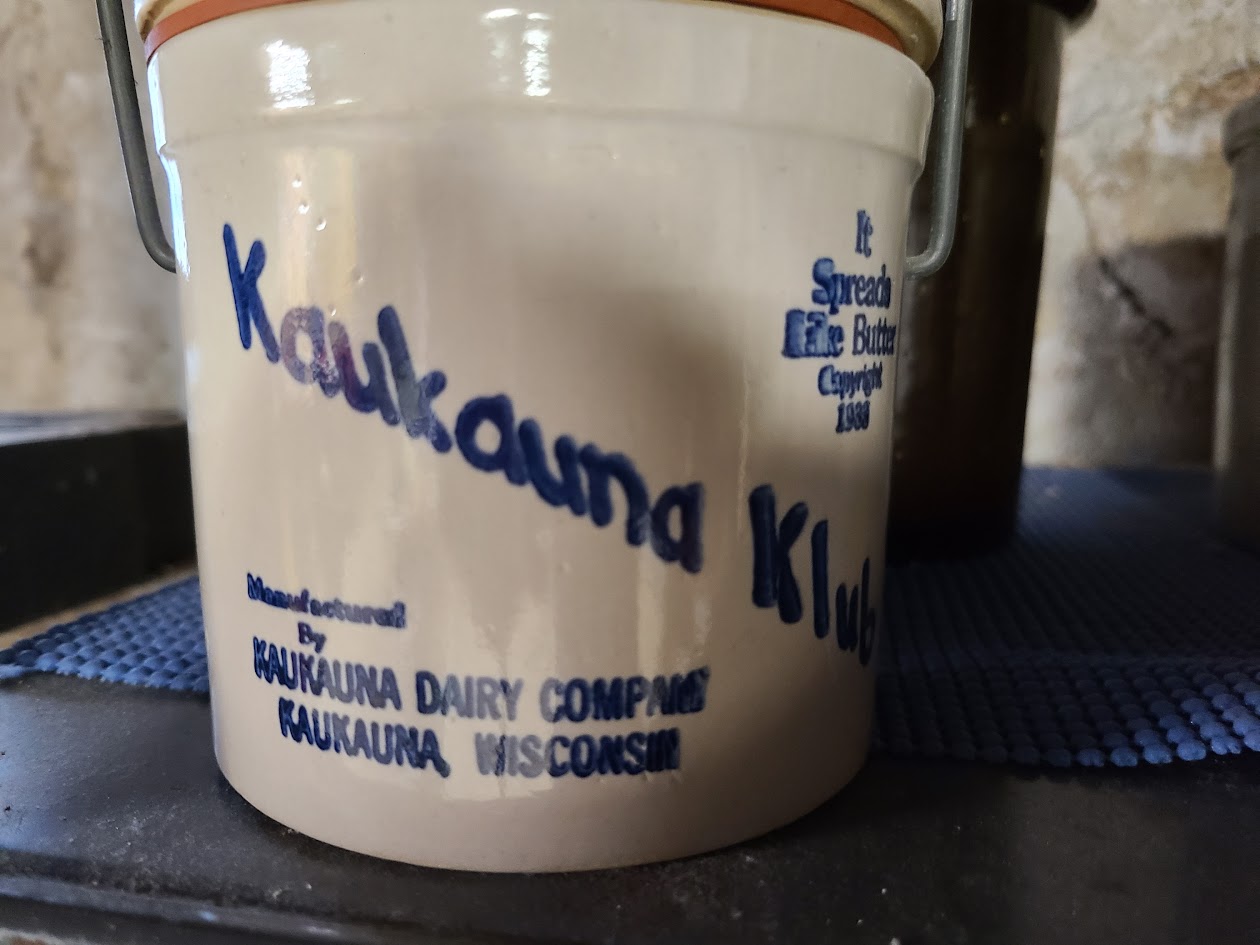 Kaukauna Klub
It
Spreads
Like Butter
Copyright
1933
Manufactured
By
KAUKAUNA DAIRY COMPANY
KAUKAUNA, WISCONSIN